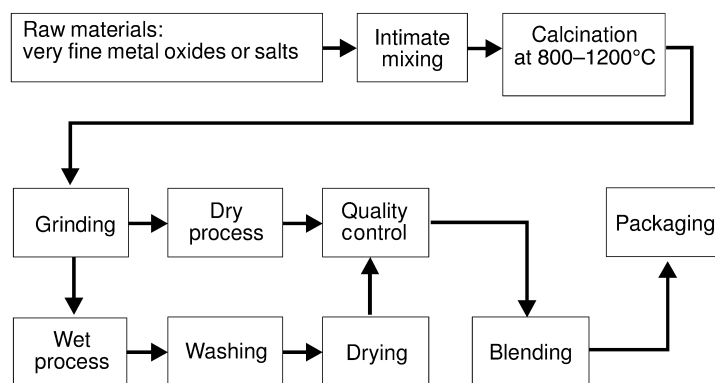 Raw materials:
very fine metal oxides or salts
Intimate
mixing
Calcination
at 800–1200°C
Grinding
Dry
process
Quality
control
Packaging
Wet
process
Washing
Drying
Blending